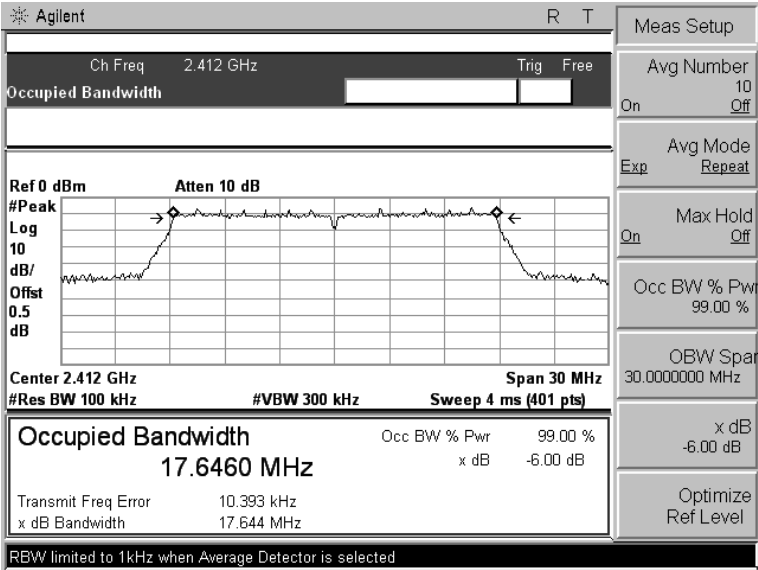 Agilent R T
Meas Setup
Ch Freq 2.412 GHz Trig Free
Occupied Bandwidth
Avg Number
10
On Off
Avg Mode
Exp Repeat
Max Hold
On Off
Occ BW % Pwr
99.00 %
OBW Span
30.0000000 MHz
x dB
-6.00 dB
Optimize
Ref Level
Ref 0 dBm Atten 10 dB
#Peak
Log
10
dB/
Offst
0.5
dB
Center 2.412 GHz Span 30 MHz
#Res BW 100 kHz #VBW 300 kHz Sweep 4 ms (401 pts)
Occupied Bandwidth Occ BW % Pwr 99.00 %
17.6460 MHz x dB -6.00 dB
Transmit Freq Error 10.393 kHz
x dB Bandwidth 17.644 MHz
RBW limited to 1kHz when Average Detector is selected